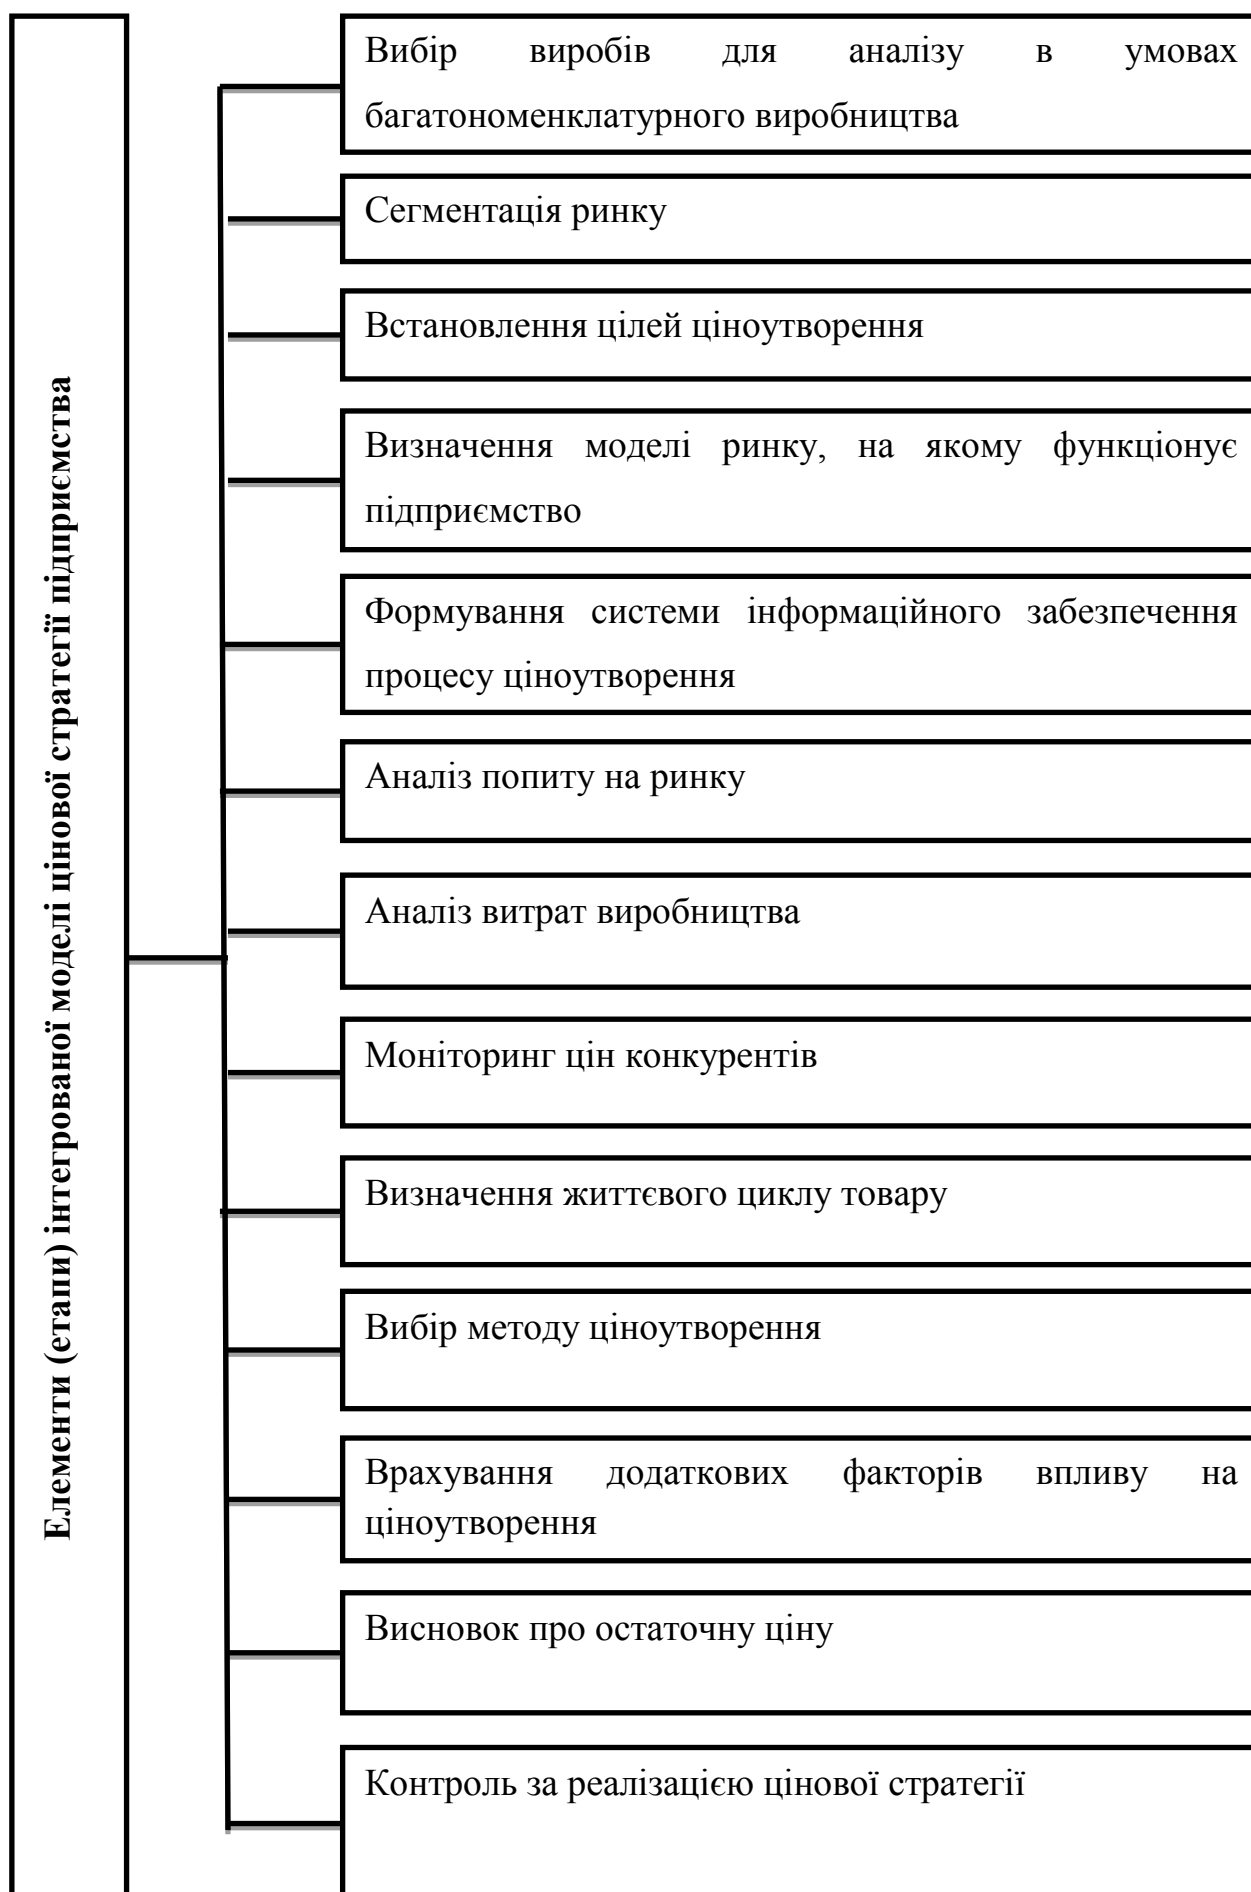 Елементи (етапи) інтегрованої моделі цінової стратегії підприємства
Вибір виробів для аналізу в умовах
багатономенклатурного виробництва
Сегментація ринку
Встановлення цілей ціноутворення
Визначення моделі ринку, на якому функціонує
підприємство
Формування системи інформаційного забезпечення
процесу ціноутворення
Аналіз попиту на ринку
Аналіз витрат виробництва
Моніторинг цін конкурентів
Визначення життєвого циклу товару
Вибір методу ціноутворення
Врахування додаткових факторів впливу на
ціноутворення
Висновок про остаточну ціну
Контроль за реалізацією цінової стратегії